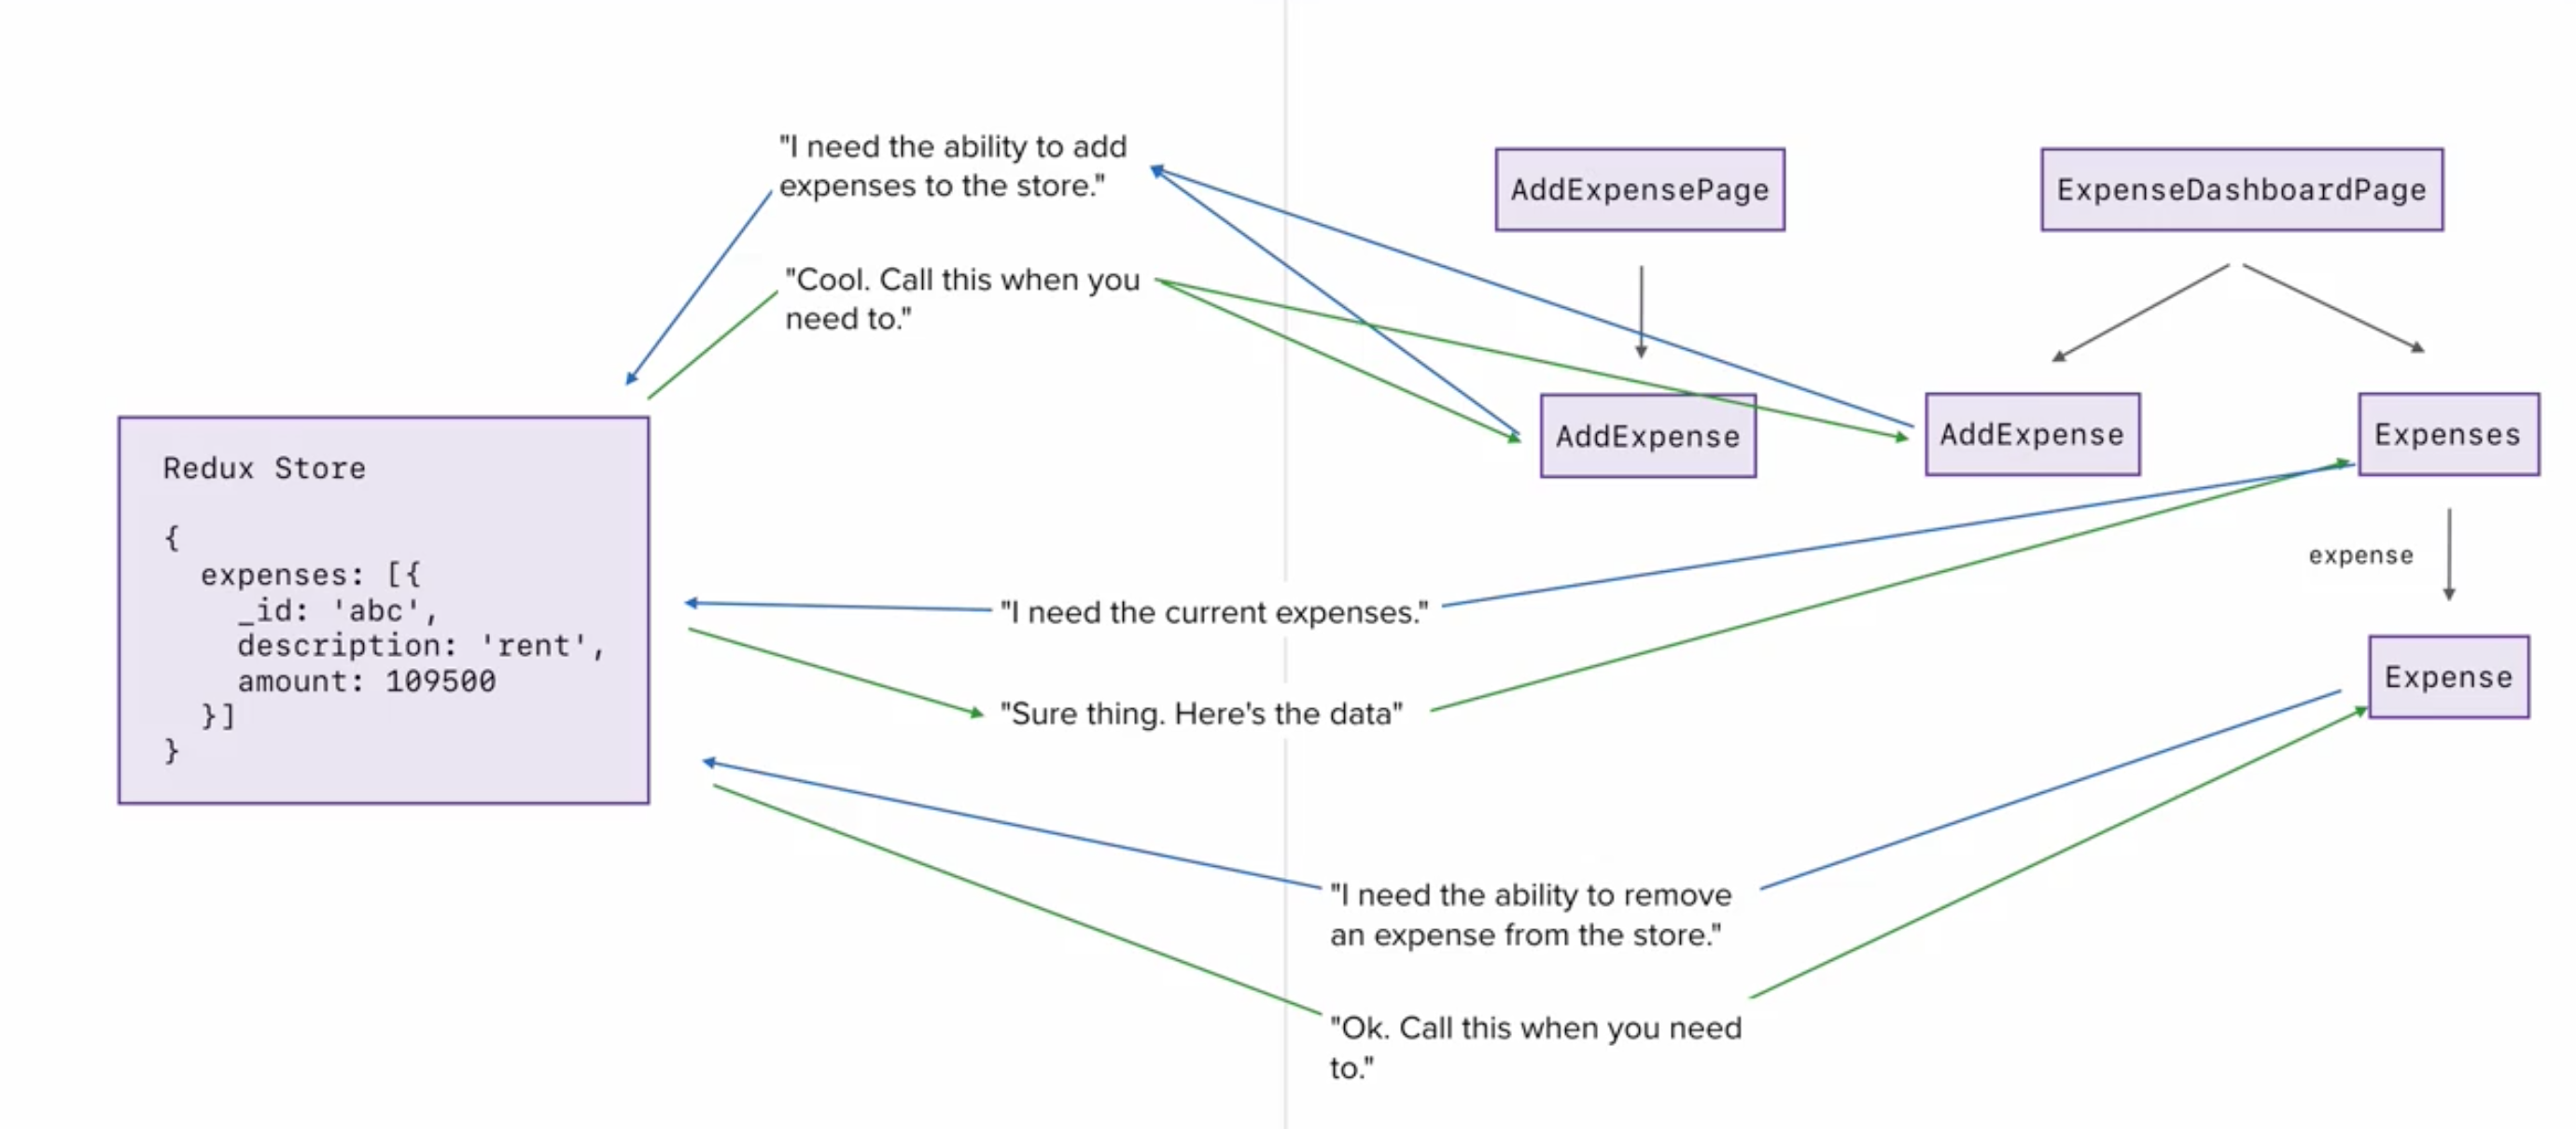 "I need the ability to add
expenses to the store."
"Cool. Call this when you
need to."
AddExpensePage
ExpenseDashboardPage
AddExpense
AddExpense
Expenses
Redux Store
{
  expenses: [{
    _id: 'abc',
    description: 'rent',
    amount: 109500
  }]
}
expense
"I need the current expenses."
"Sure thing. Here's the data"
Expense
"I need the ability to remove
an expense from the store."
"Ok. Call this when you need
to."